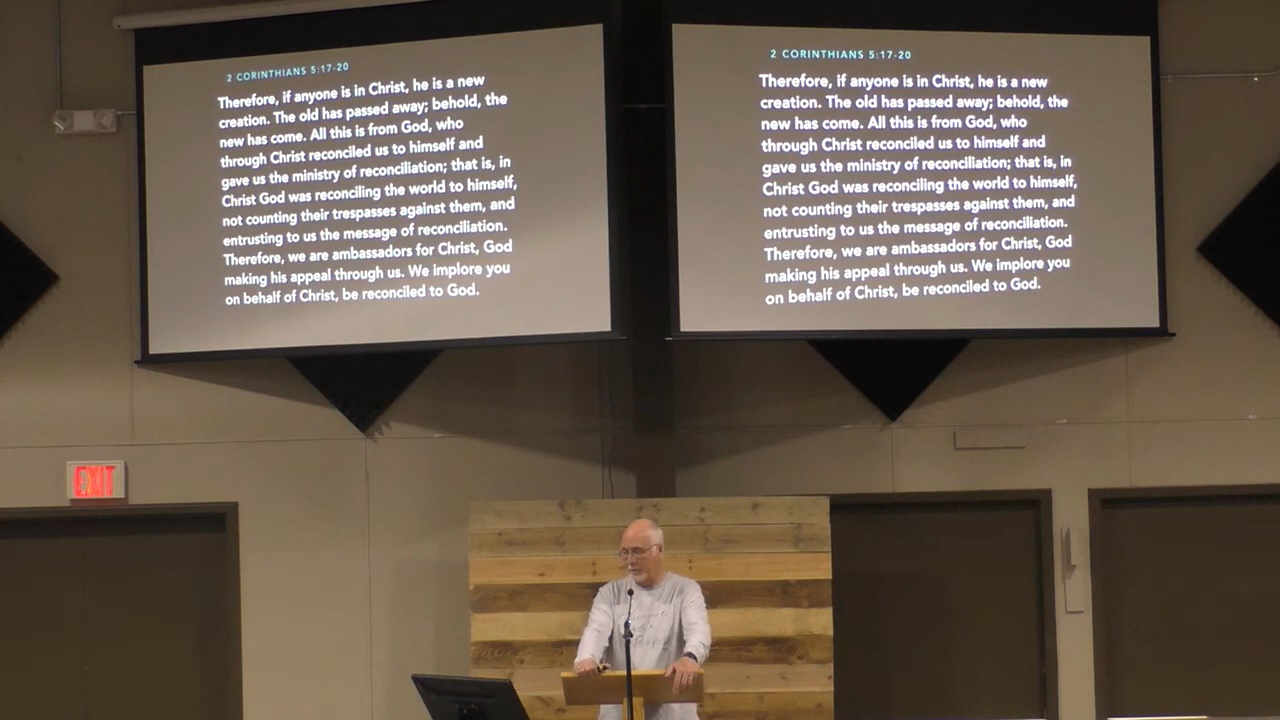 2 CORINTHIANS 5:17-20
Therefore, if anyone is in Christ, he is a new
creation. The old has passed away; behold, the
new has come. All this is from God, who
through Christ reconciled us to himself and
gave us the ministry of reconciliation; that is, in
Christ God was reconciling the world to himself,
not counting their trespasses against them, and
entrusting to us the message of reconciliation.
Therefore, we are ambassadors for Christ, God
making his appeal through us. We implore you
on behalf of Christ, be reconciled to God.
2 CORINTHIANS 5:17-20
Therefore, if anyone is in Christ, he is a new
creation. The old has passed away; behold, the
new has come. All this is from God, who
through Christ reconciled us to himself and
gave us the ministry of reconciliation; that is, in
Christ God was reconciling the world to himself,
not counting their trespasses against them, and
entrusting to us the message of reconciliation.
Therefore, we are ambassadors for Christ, God
making his appeal through us. We implore you
on behalf of Christ, be reconciled to God.
EXIT